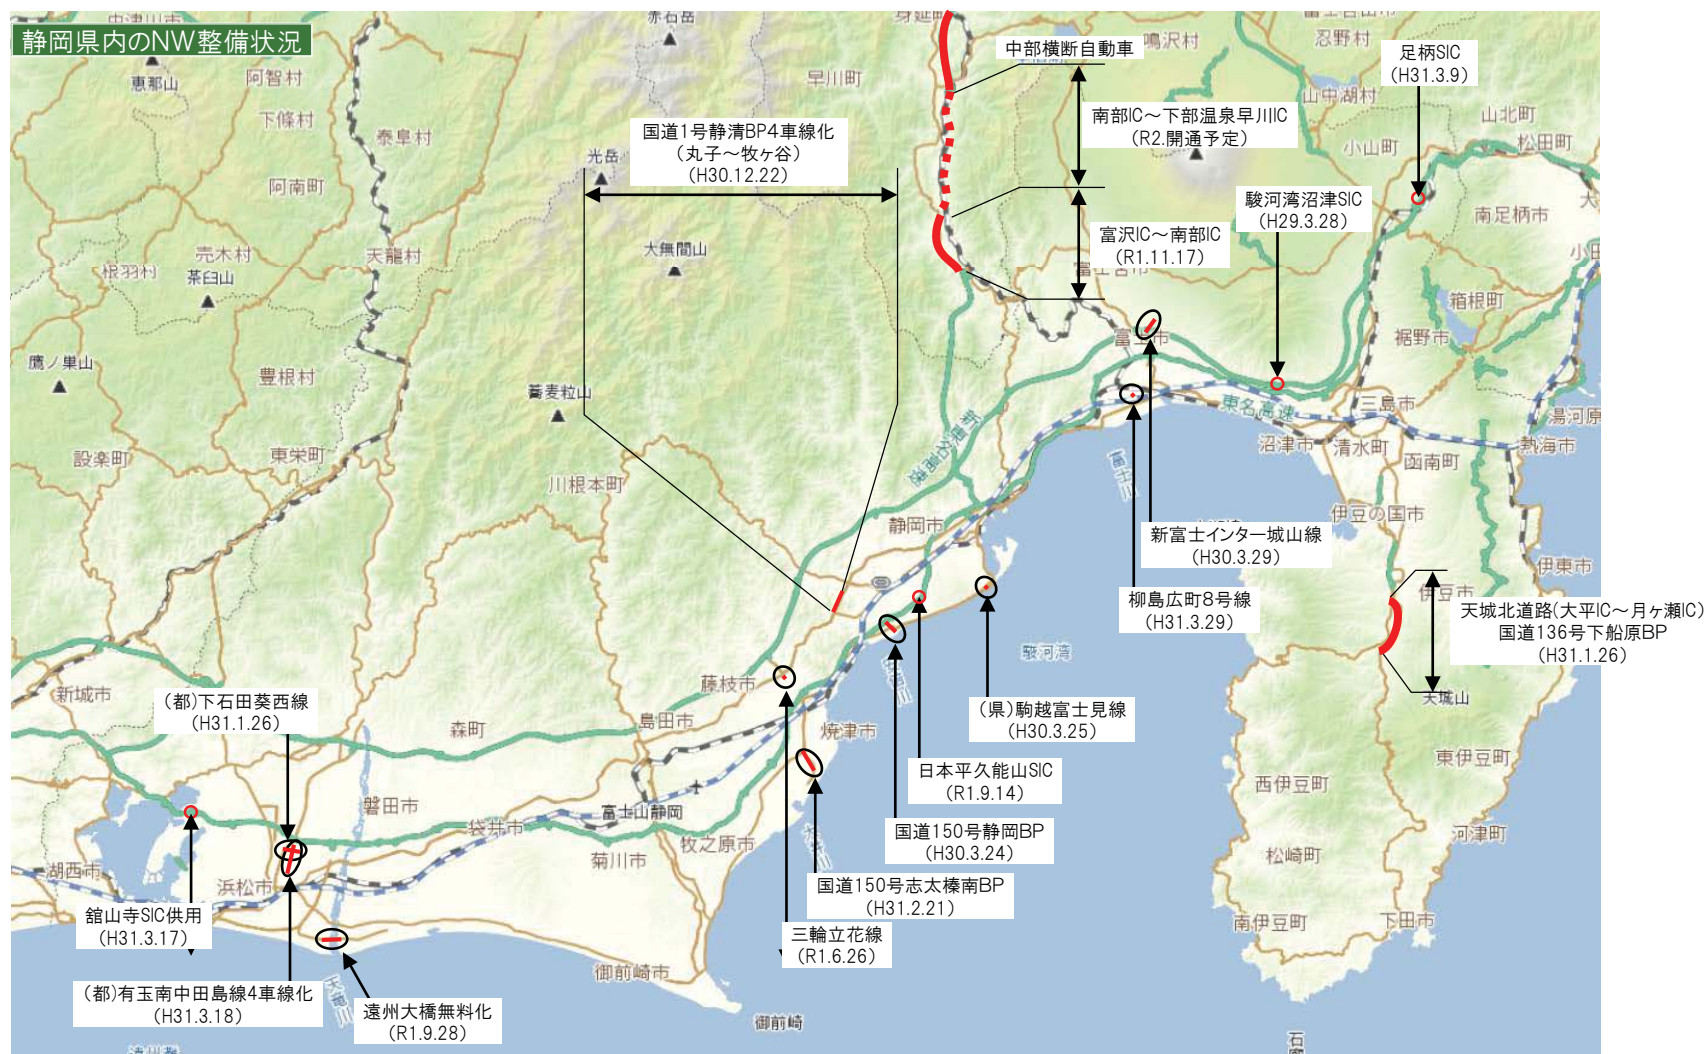 静岡県内のNW整備状況
中津川市
恵那山
阿智村
下條村
泰阜村
阿南町
売木村
天龍村
根羽村
茶臼山
鷹ノ巣山
豊根村
設楽町
東栄町
新城市
赤石岳
早川町
身延町
光岳
大無間山
蕎麦粒山
川根本町
国道1号静清BP4車線化
(丸子～牧ヶ谷)
(H30.12.22)
中部横断自動車
鳴沢村
忍野村
山中湖村
南部IC～下部温泉早川IC
(R2.開通予定)
富沢IC～南部IC
(R1.11.17)
足柄SIC
(H31.3.9)
山北町
松田町
小山町
南足柄市
駿河湾沼津SIC
(H29.3.28)
箱根町
裾野市
富士市
新東名高速
東名高速
三島市
沼津市
清水町
函南町
熱海市
湯河原
伊豆の国市
伊東市
伊豆市
富士川
新富士インター城山線
(H30.3.29)
柳島広町8号線
(H31.3.29)
天城北道路(大平IC～月ヶ瀬IC)
国道136号下船原BP
(H31.1.26)
天城山
静岡市
駿河湾
藤枝市
島田市
焼津市
森町
(都)下石田葵西線
(H31.1.26)
(県)駒越富士見線
(H30.3.25)
日本平久能山SIC
(R1.9.14)
国道150号静岡BP
(H30.3.24)
国道150号志太榛南BP
(H31.2.21)
三輪立花線
(R1.6.26)
東伊豆町
西伊豆町
河津町
松崎町
南伊豆町
下田市
磐田市
袋井市
富士山静岡
菊川市
牧之原市
湖西市
浜松市
舘山寺SIC供用
(H31.3.17)
(都)有玉南中田島線4車線化
(H31.3.18)
遠州大橋無料化
(R1.9.28)
天竜川
御前崎市
御前崎